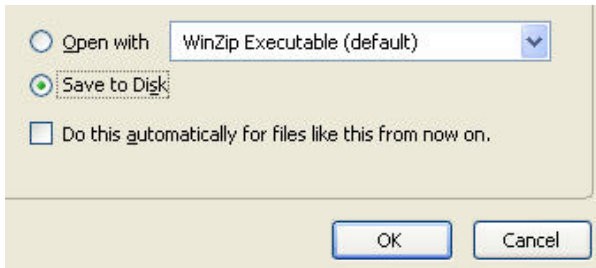 Open with WinZip Executable (default)
Save to Disk
Do this automatically for files like this from now on.
OK Cancel